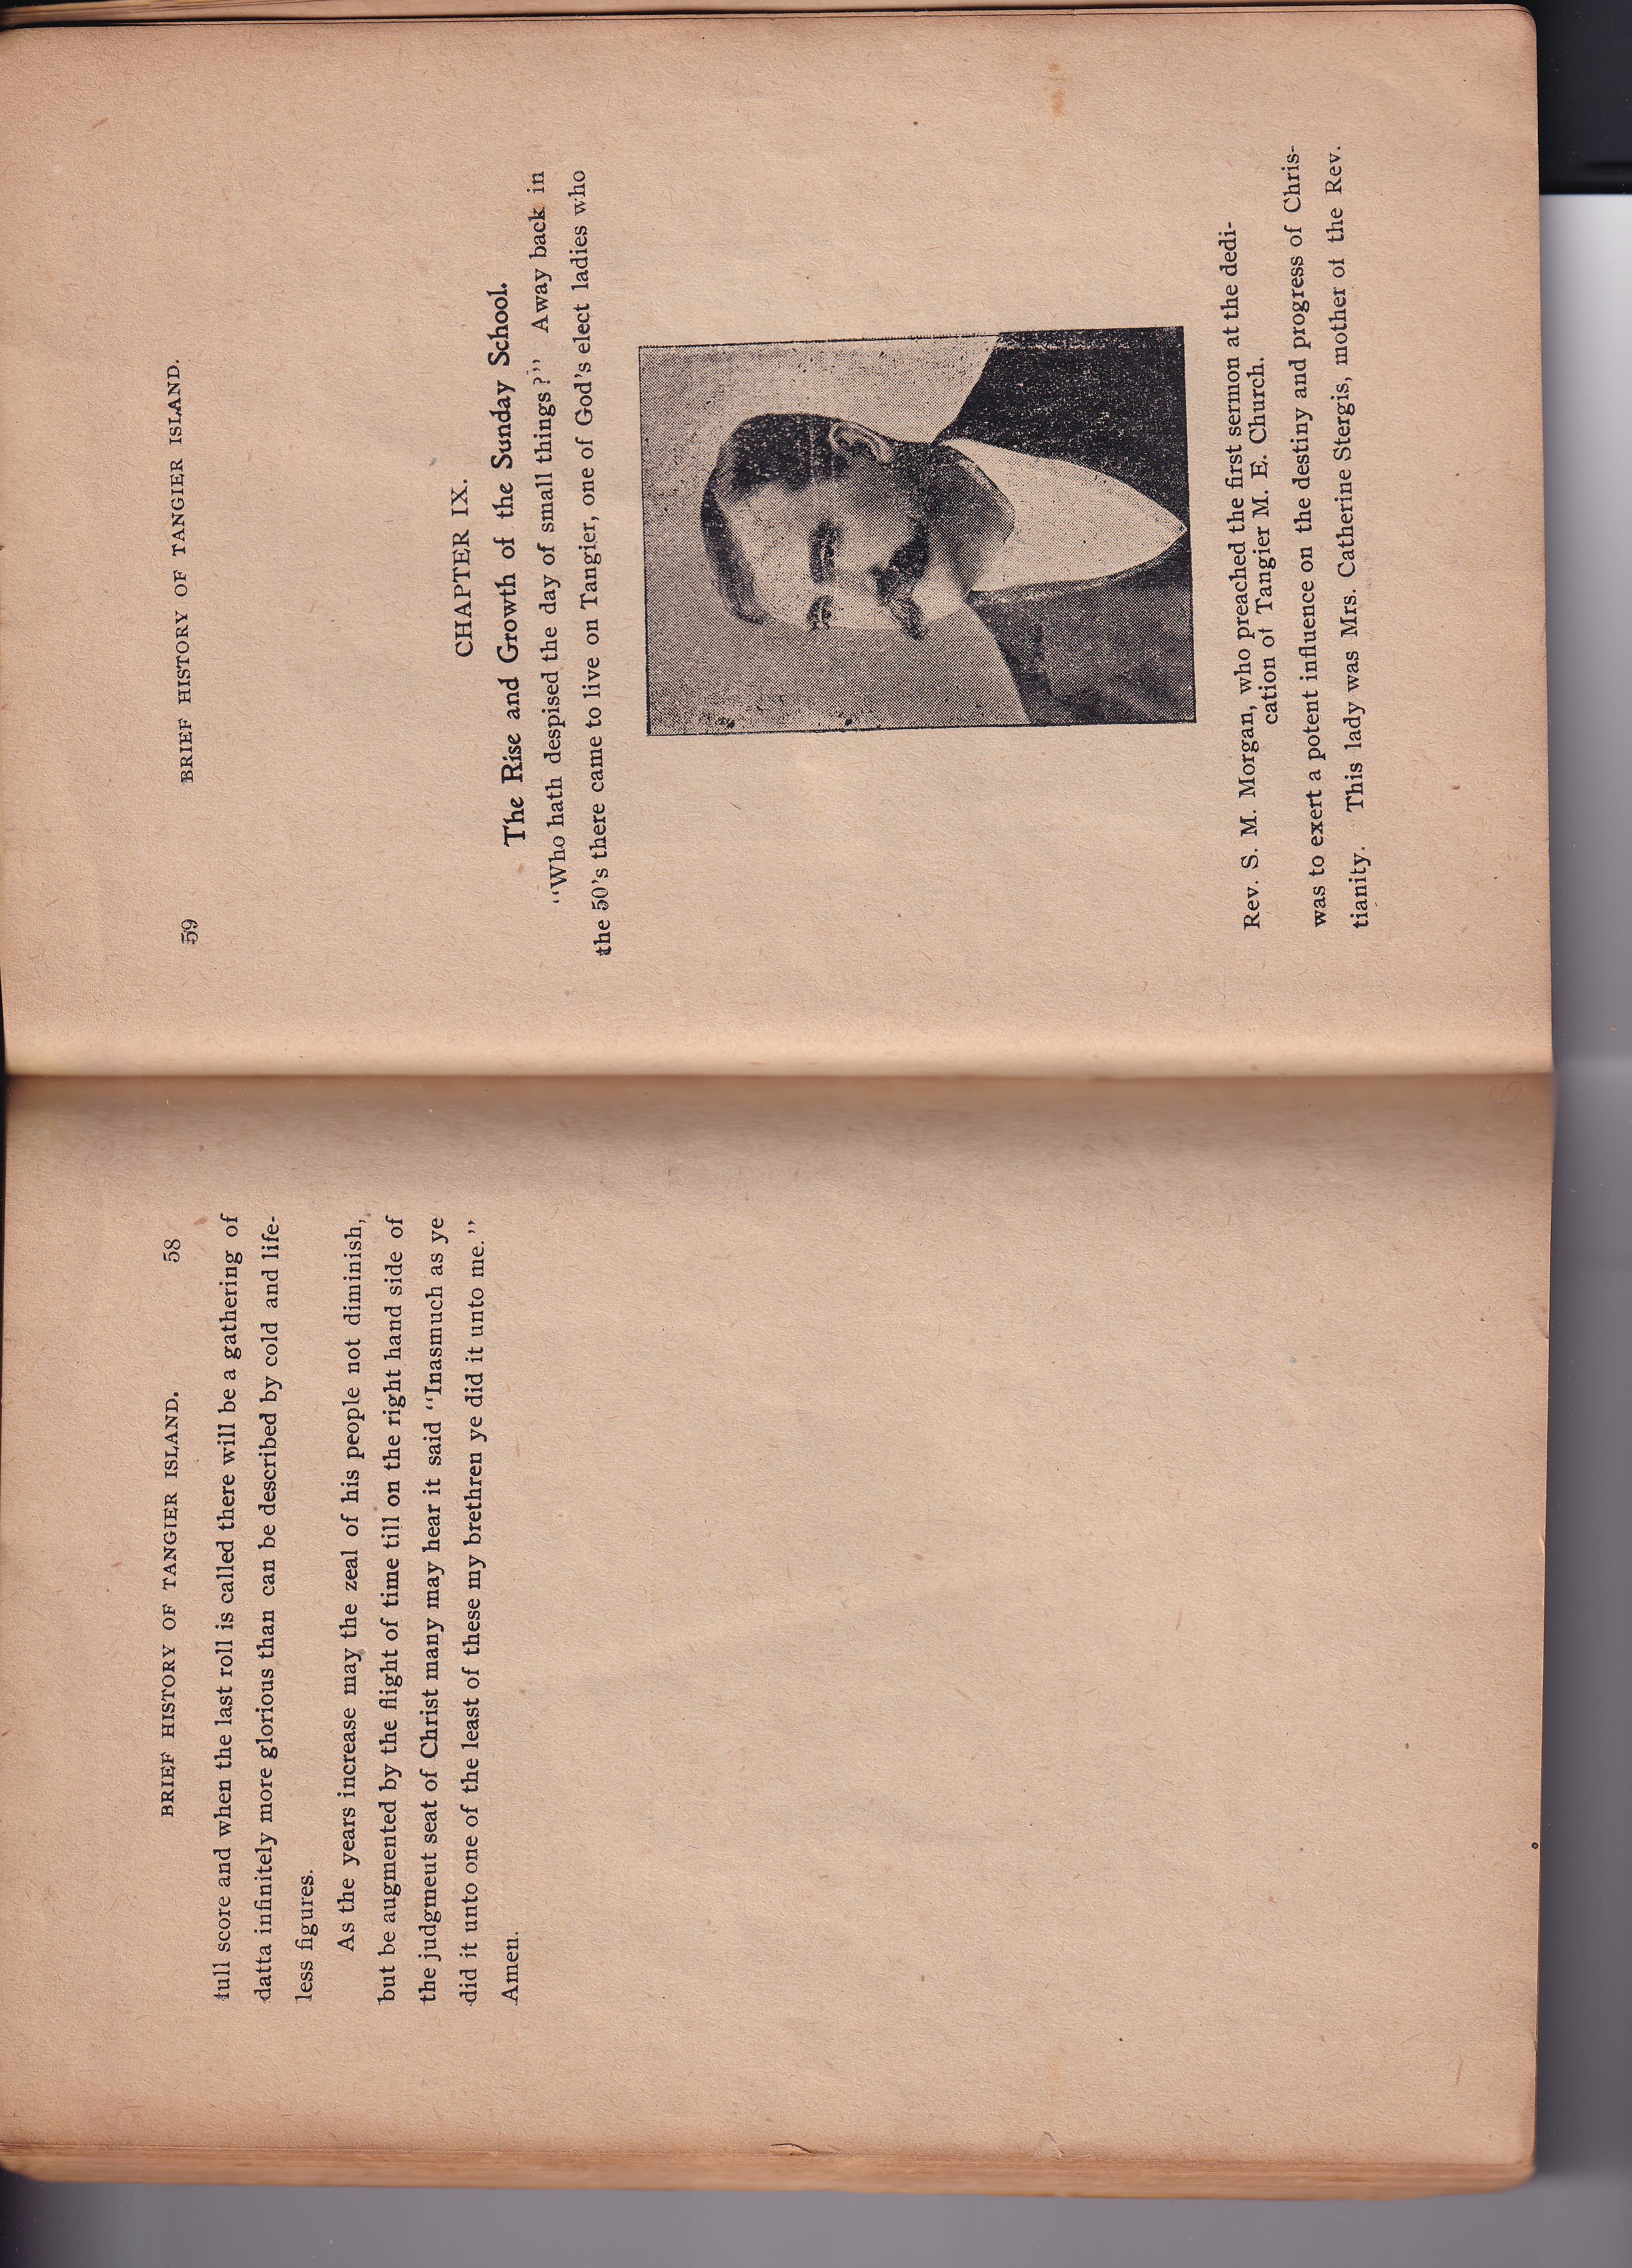 BRIEF HISTORY OF TANGIER ISLAND. 58
full score and when the last roll is called there will be a gathering of
datta infinitely more glorious than can be described by cold and life-
less figures.
As the years increase may the zeal of his people not diminish,
but be augmented by the flight of time till on the right hand side of
the judgment seat of Christ many may hear it said "Inasmuch as ye
did it unto one of the least of these my brethren ye did it unto me."
Amen.
59 BRIEF HISTORY OF TANGIER ISLAND.
CHAPTER IX.
The Rise and Growth of the Sunday School.
"Who hath despised the day of small things?" Away back in
the 50's there came to live on Tangier, one of God's elect ladies who
Rev. S. M. Morgan, who preached the first sermon at the dedi-
cation of Tangier M. E. Church.
was to exert a potent influence on the destiny and progress of Chris-
tianity. This lady was Mrs. Catherine Stergis, mother of the Rev.